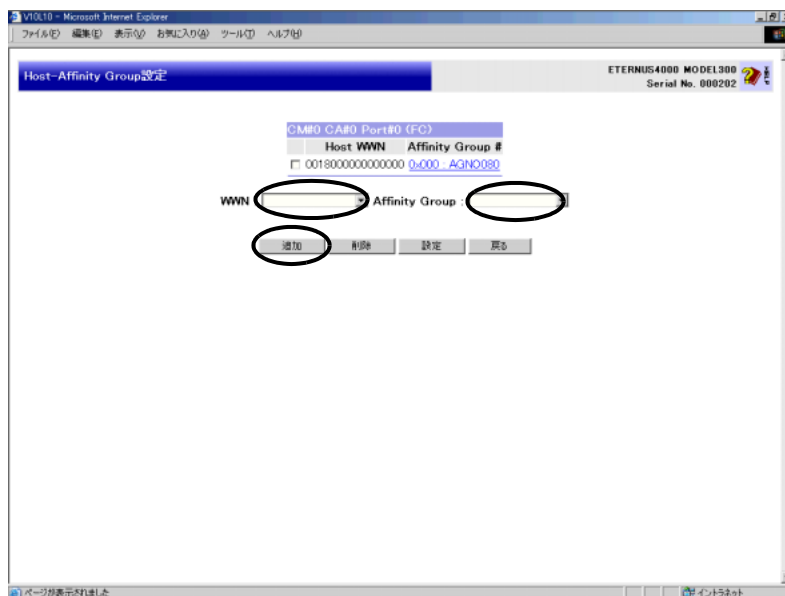 V10L10 - Microsoft Internet Explorer
ファイル(F) 編集(E) 表示(V) お気に入り(A) ツール(T) ヘルプ(H)
Host-Affinity Group設定
ETERNUS4000 MODEL300
Serial No. 000202
CM#0 CA#0 Port#0 (FC)
Host WWN Affinity Group #
0018000000000000 0x000 : AGNO080
WWN Affinity Group :
追加 削除 設定 戻る
ページが表示されました イントラネット